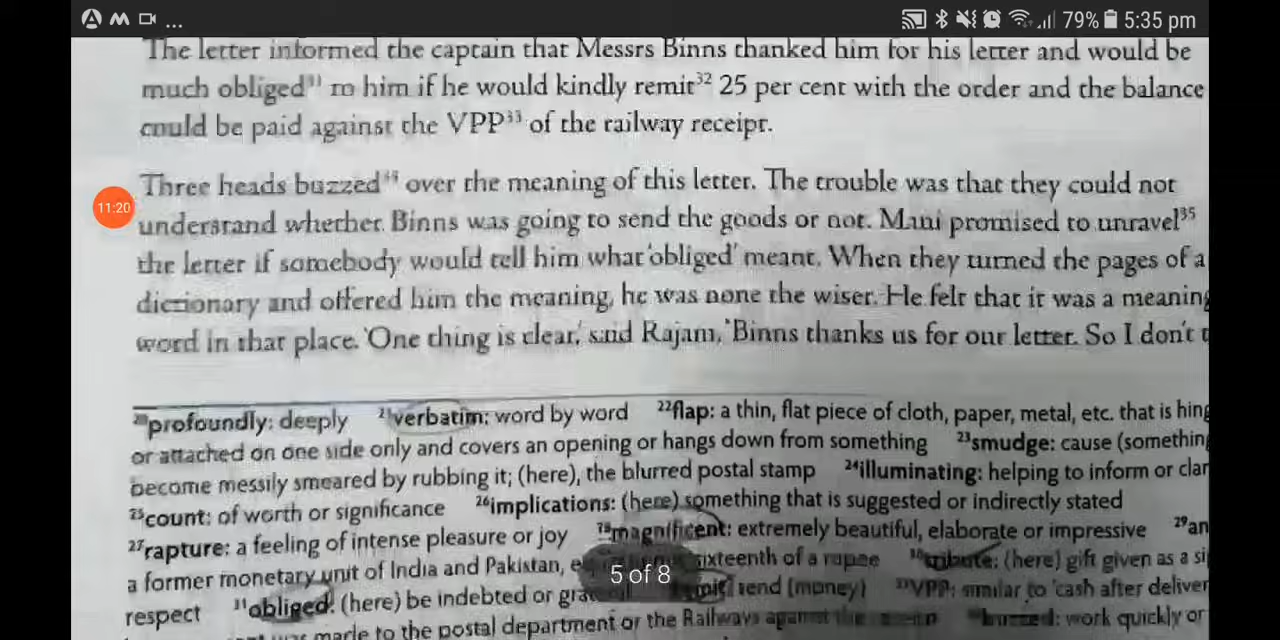 ... 79% 5:35 pm
The letter informed the captain that Messrs Binns thanked him for his letter and would be
much obliged³¹ to him if he would kindly remit³² 25 per cent with the order and the balance
could be paid against the VPP³³ of the railway receipt.
Three heads buzzed³⁴ over the meaning of this letter. The trouble was that they could not
11:20
understand whether Binns was going to send the goods or not. Mani promised to unravel³⁵
the letter if somebody would tell him what 'obliged' meant. When they turned the pages of a
dictionary and offered him the meaning, he was none the wiser. He felt that it was a meaning
word in that place. 'One thing is clear,' said Rajam, 'Binns thanks us for our letter. So I don't
²⁰profoundly: deeply ²¹verbatim: word by word ²²flap: a thin, flat piece of cloth, paper, metal, etc. that is hing
or attached on one side only and covers an opening or hangs down from something ²³smudge: cause (something
become messily smeared by rubbing it; (here), the blurred postal stamp ²⁴illuminating: helping to inform or clar
²⁵count: of worth or significance ²⁶implications: (here) something that is suggested or indirectly stated
²⁷rapture: a feeling of intense pleasure or joy ²⁸magnificent: extremely beautiful, elaborate or impressive ²⁹an
a former monetary unit of India and Pakistan, sixteenth of a rupee ³⁰tribute: (here) gift given as a si
5 of 8
respect ³¹obliged: (here) be indebted or send (money) ³³VPP: similar to 'cash after deliver
made to the postal department or the Railways against the buzzed: work quickly or